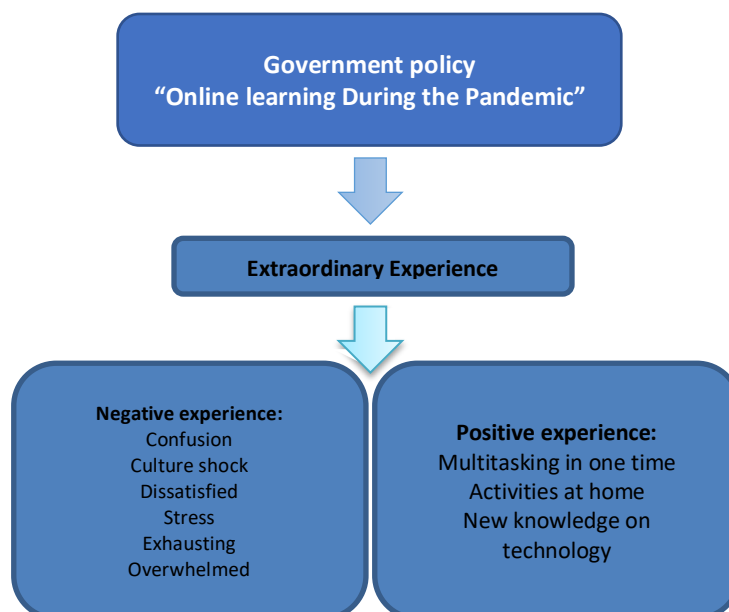 Government policy
“Online learning During the Pandemic”
Extraordinary Experience
Negative experience:
Confusion
Culture shock
Dissatisfied
Stress
Exhausting
Overwhelmed
Positive experience:
Multitasking in one time
Activities at home
New knowledge on
technology